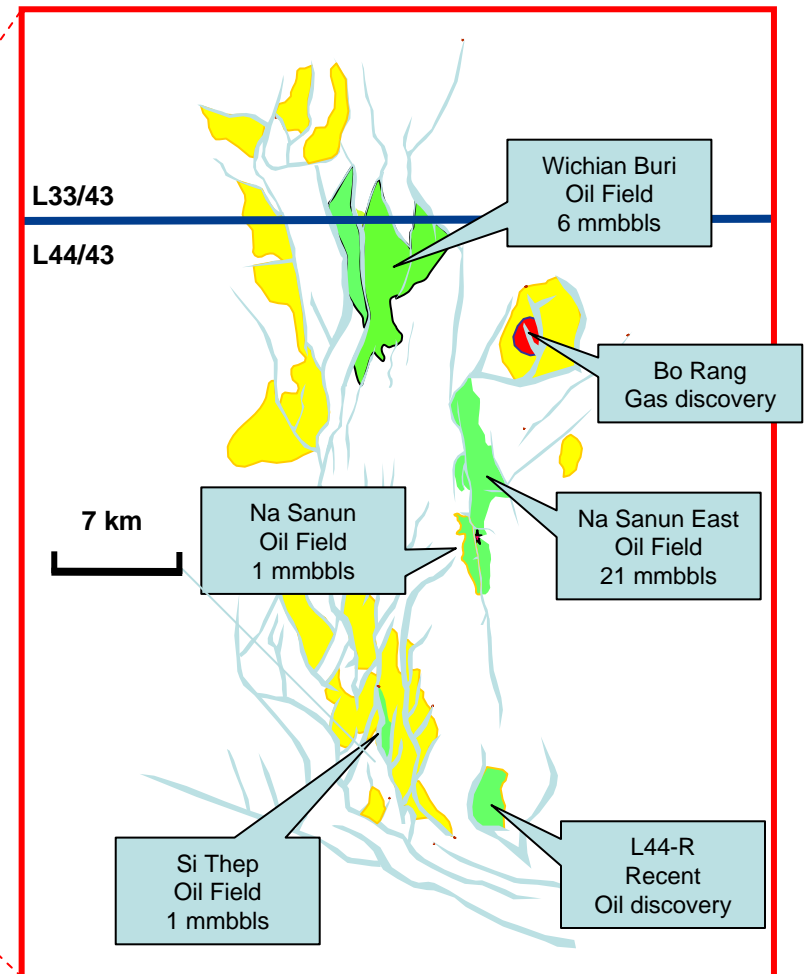 L33/43
L44/43
Wichian Buri
Oil Field
6 mmbbls
Bo Rang
Gas discovery
7 km
Na Sanun
Oil Field
1 mmbbls
Na Sanun East
Oil Field
21 mmbbls
Si Thep
Oil Field
1 mmbbls
L44-R
Recent
Oil discovery